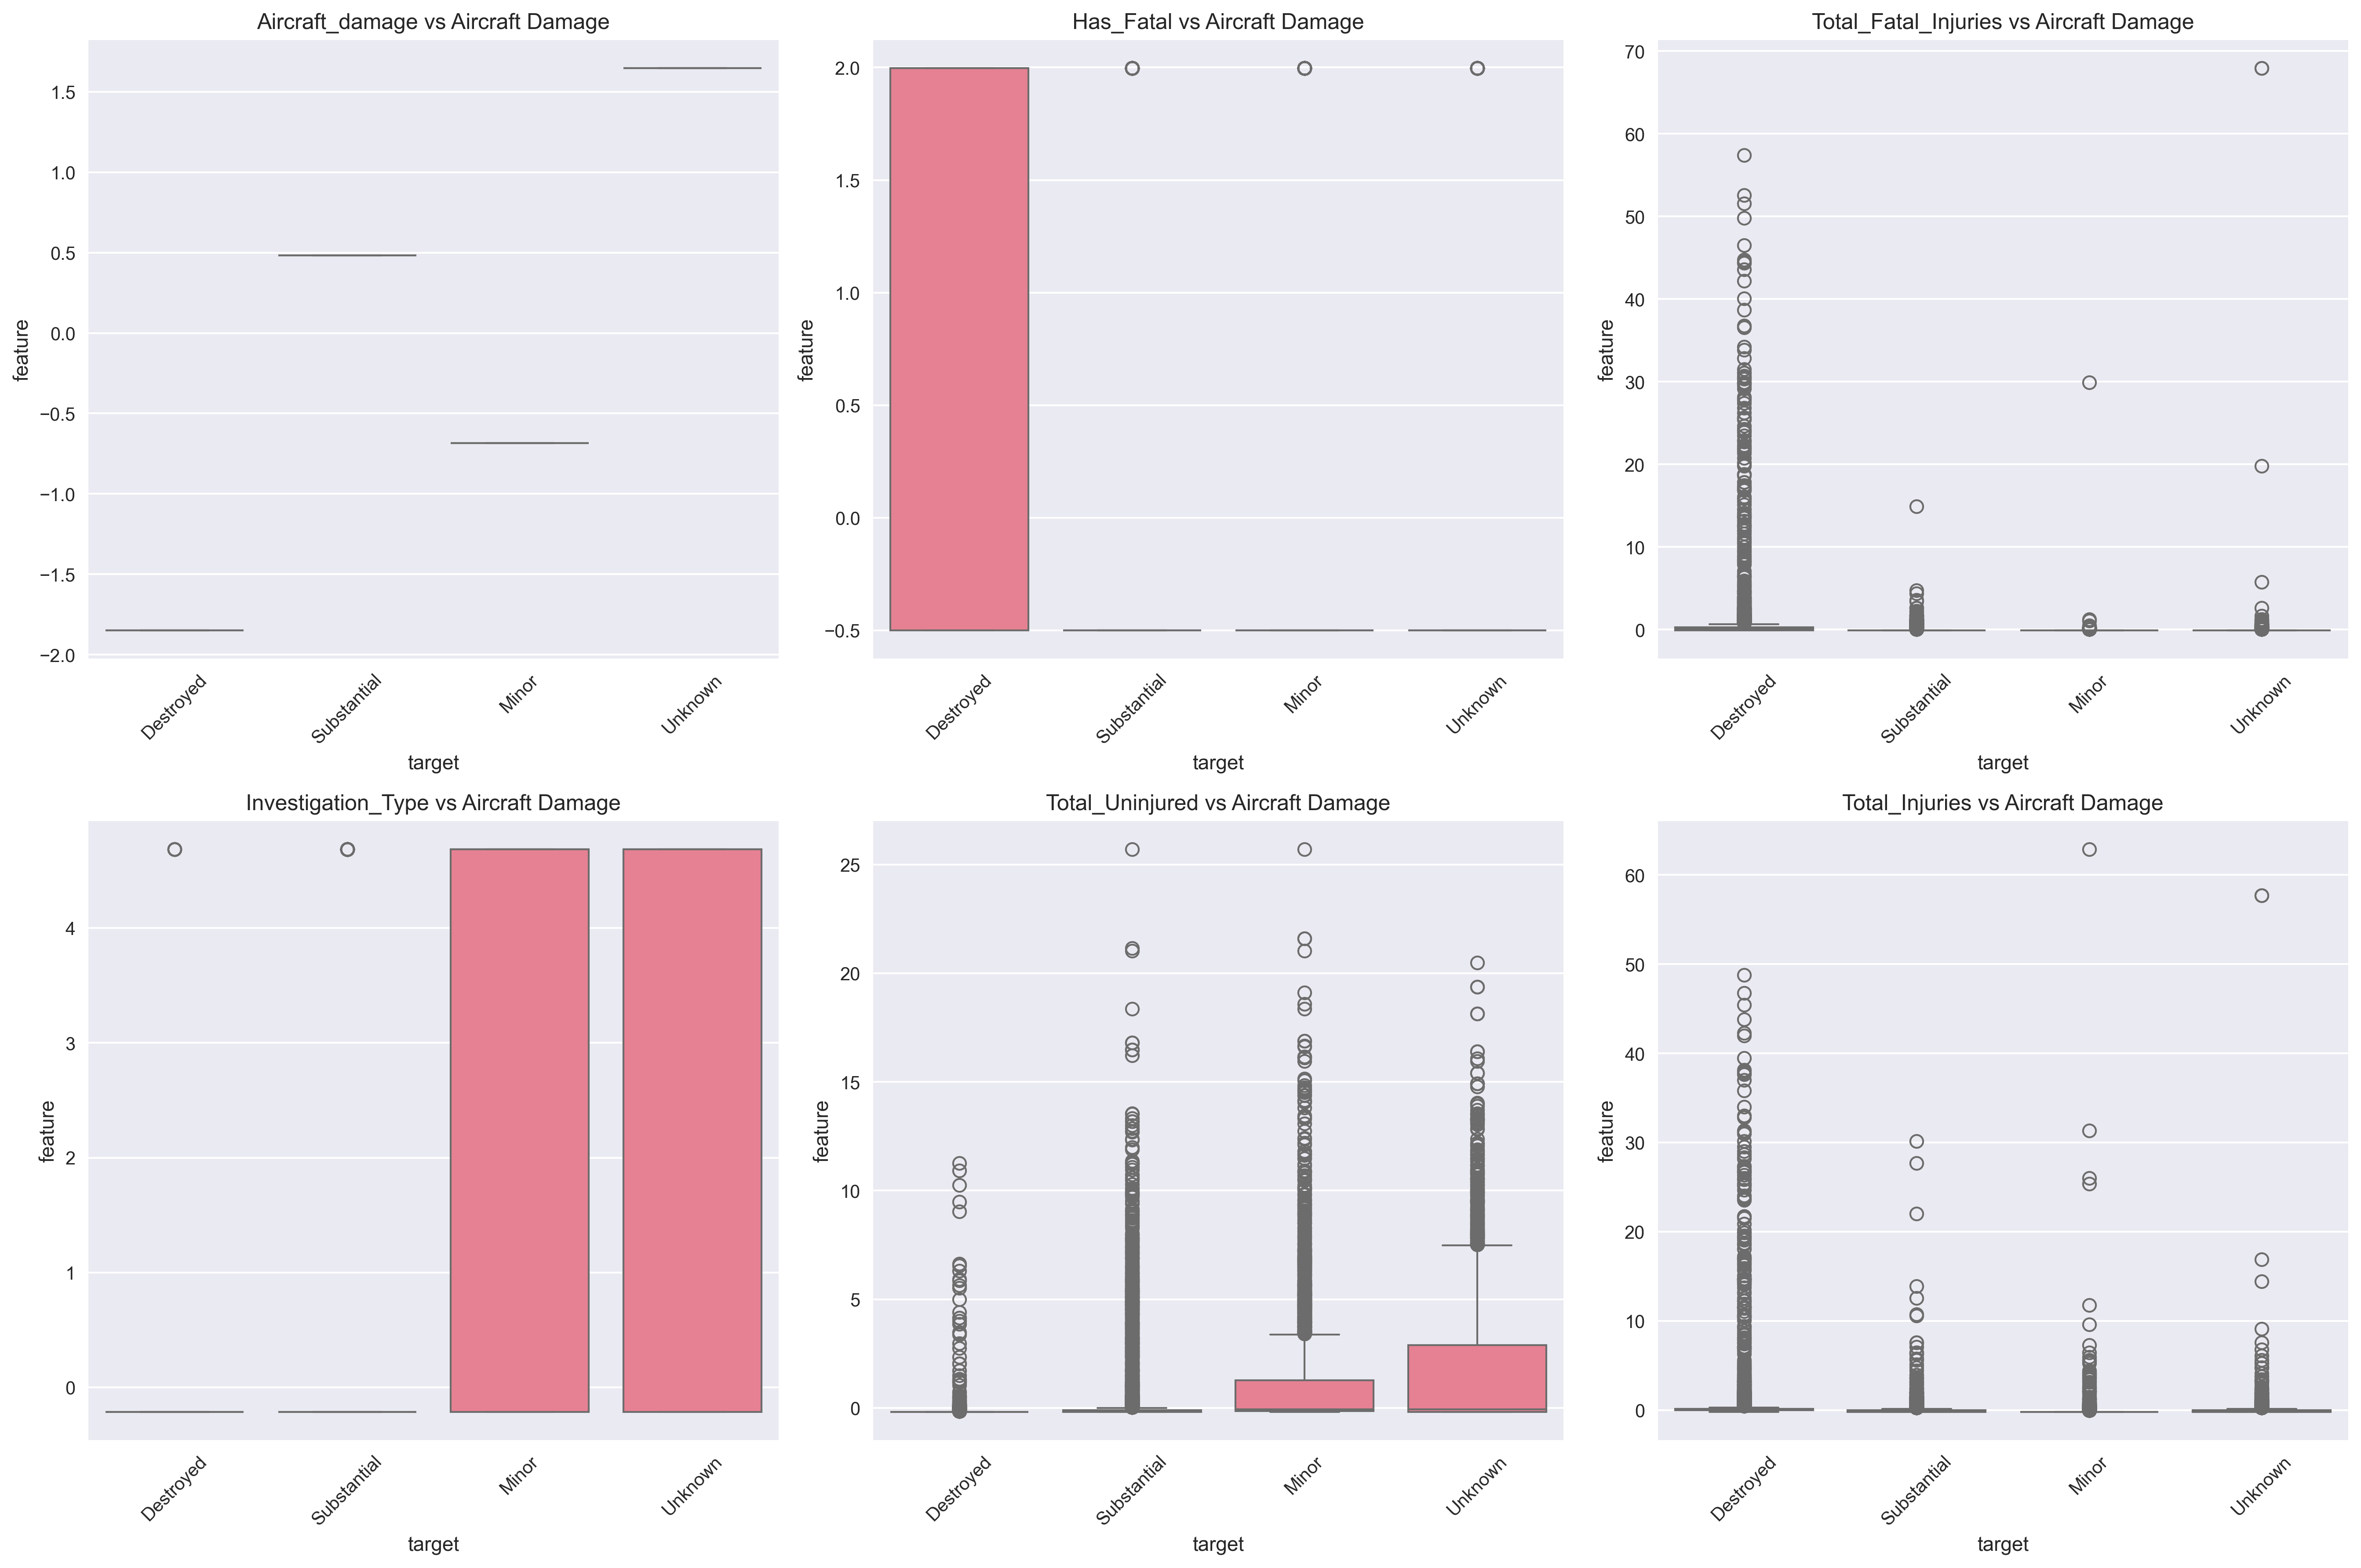 Aircraft_damage vs Aircraft Damage
1.5
1.0
0.5
0.0
−0.5
−1.0
−1.5
−2.0
feature
Destroyed
Substantial
Minor
Unknown
target
Has_Fatal vs Aircraft Damage
2.0
1.5
1.0
0.5
0.0
−0.5
feature
Destroyed
Substantial
Minor
Unknown
target
Total_Fatal_Injuries vs Aircraft Damage
70
60
50
40
30
20
10
0
feature
Destroyed
Substantial
Minor
Unknown
target
Investigation_Type vs Aircraft Damage
4
3
2
1
0
feature
Destroyed
Substantial
Minor
Unknown
target
Total_Uninjured vs Aircraft Damage
25
20
15
10
5
0
feature
Destroyed
Substantial
Minor
Unknown
target
Total_Injuries vs Aircraft Damage
60
50
40
30
20
10
0
feature
Destroyed
Substantial
Minor
Unknown
target